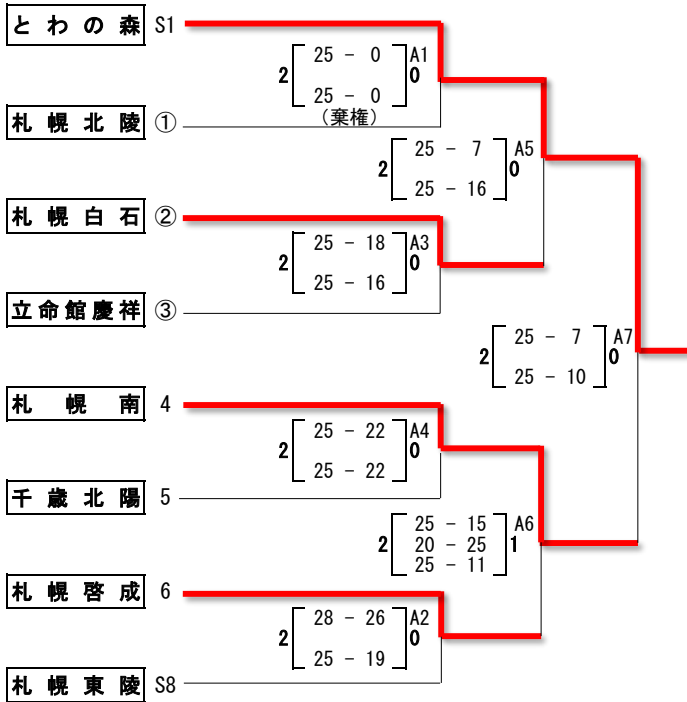 とわの森 S1
25 - 0 A1
2 0
25 - 0
(棄権)
札幌北陵 ①
25 - 7 A5
2 0
25 - 16
札幌白石 ②
25 - 18 A3
2 0
25 - 16
立命館慶祥 ③
25 - 7 A7
2 0
25 - 10
札幌南 4
25 - 22 A4
2 0
25 - 22
千歳北陽 5
25 - 15 A6
2 20 - 25 1
25 - 11
札幌啓成 6
28 - 26 A2
2 0
25 - 19
札幌東陵 S8